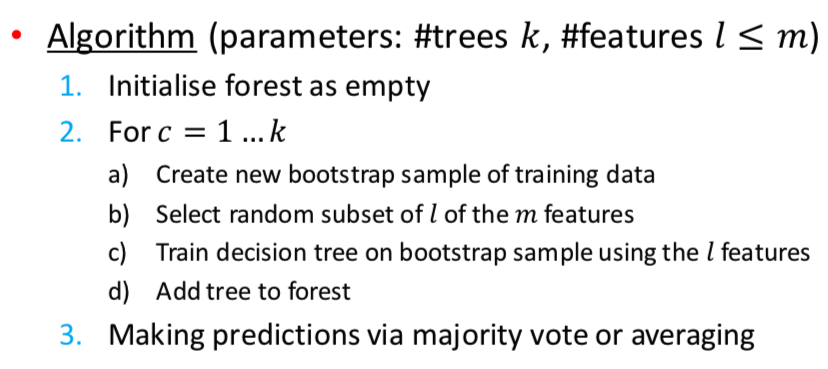 • Algorithm (parameters: #trees k, #features l ≤ m)
1. Initialise forest as empty
2. For c = 1 ... k
a) Create new bootstrap sample of training data
b) Select random subset of l of the m features
c) Train decision tree on bootstrap sample using the l features
d) Add tree to forest
3. Making predictions via majority vote or averaging